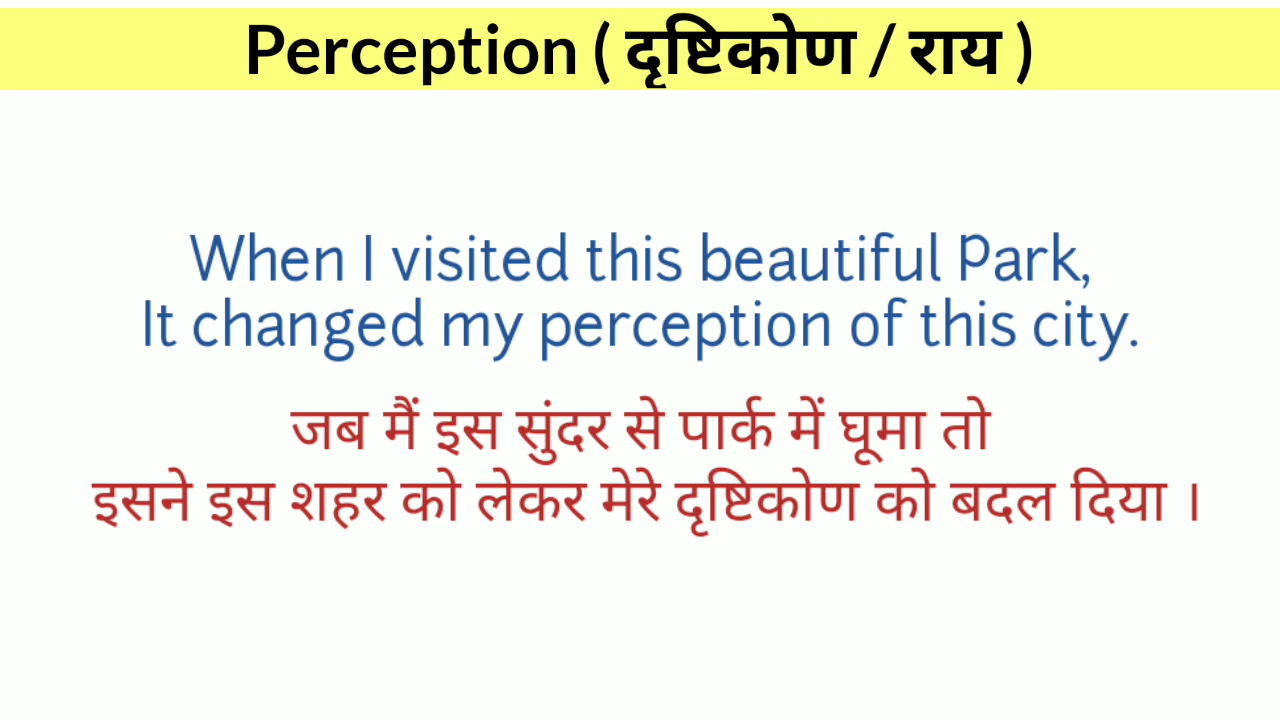 Perception ( दृष्टिकोण / राय )
When I visited this beautiful Park,
It changed my perception of this city.
जब मैं इस सुंदर से पार्क में घूमा तो
इसने इस शहर को लेकर मेरे दृष्टिकोण को बदल दिया ।